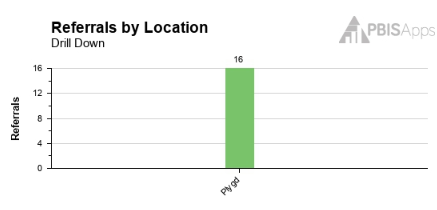 Referrals by Location
Drill Down
PBISApps
16
16
12
8
4
0
Referrals
Plygd